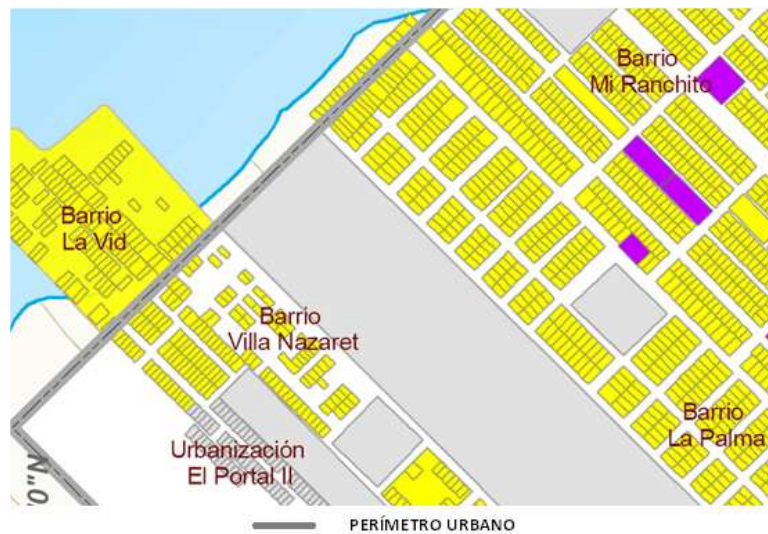 Barrio
Mi Ranchito
Barrio
La Vid
Barrio
Villa Nazaret
Barrio
La Palma
Urbanización
El Portal II
PERÍMETRO URBANO